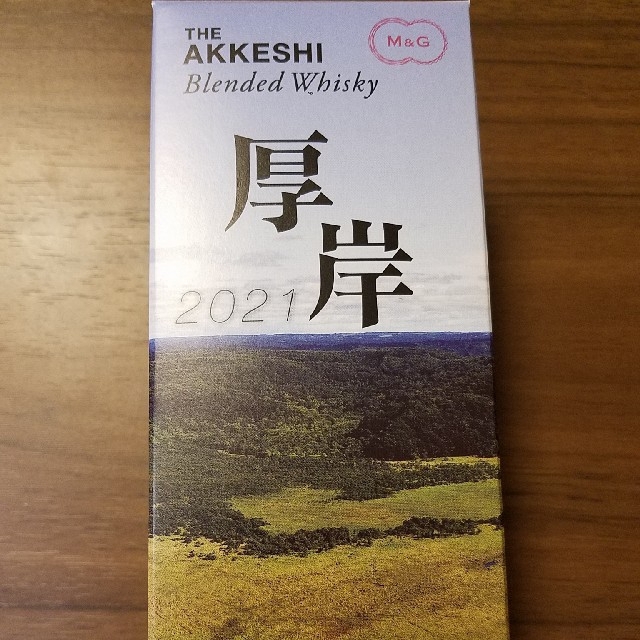 THE
AKKESHI
Blended Whisky
M&G
厚岸
2021